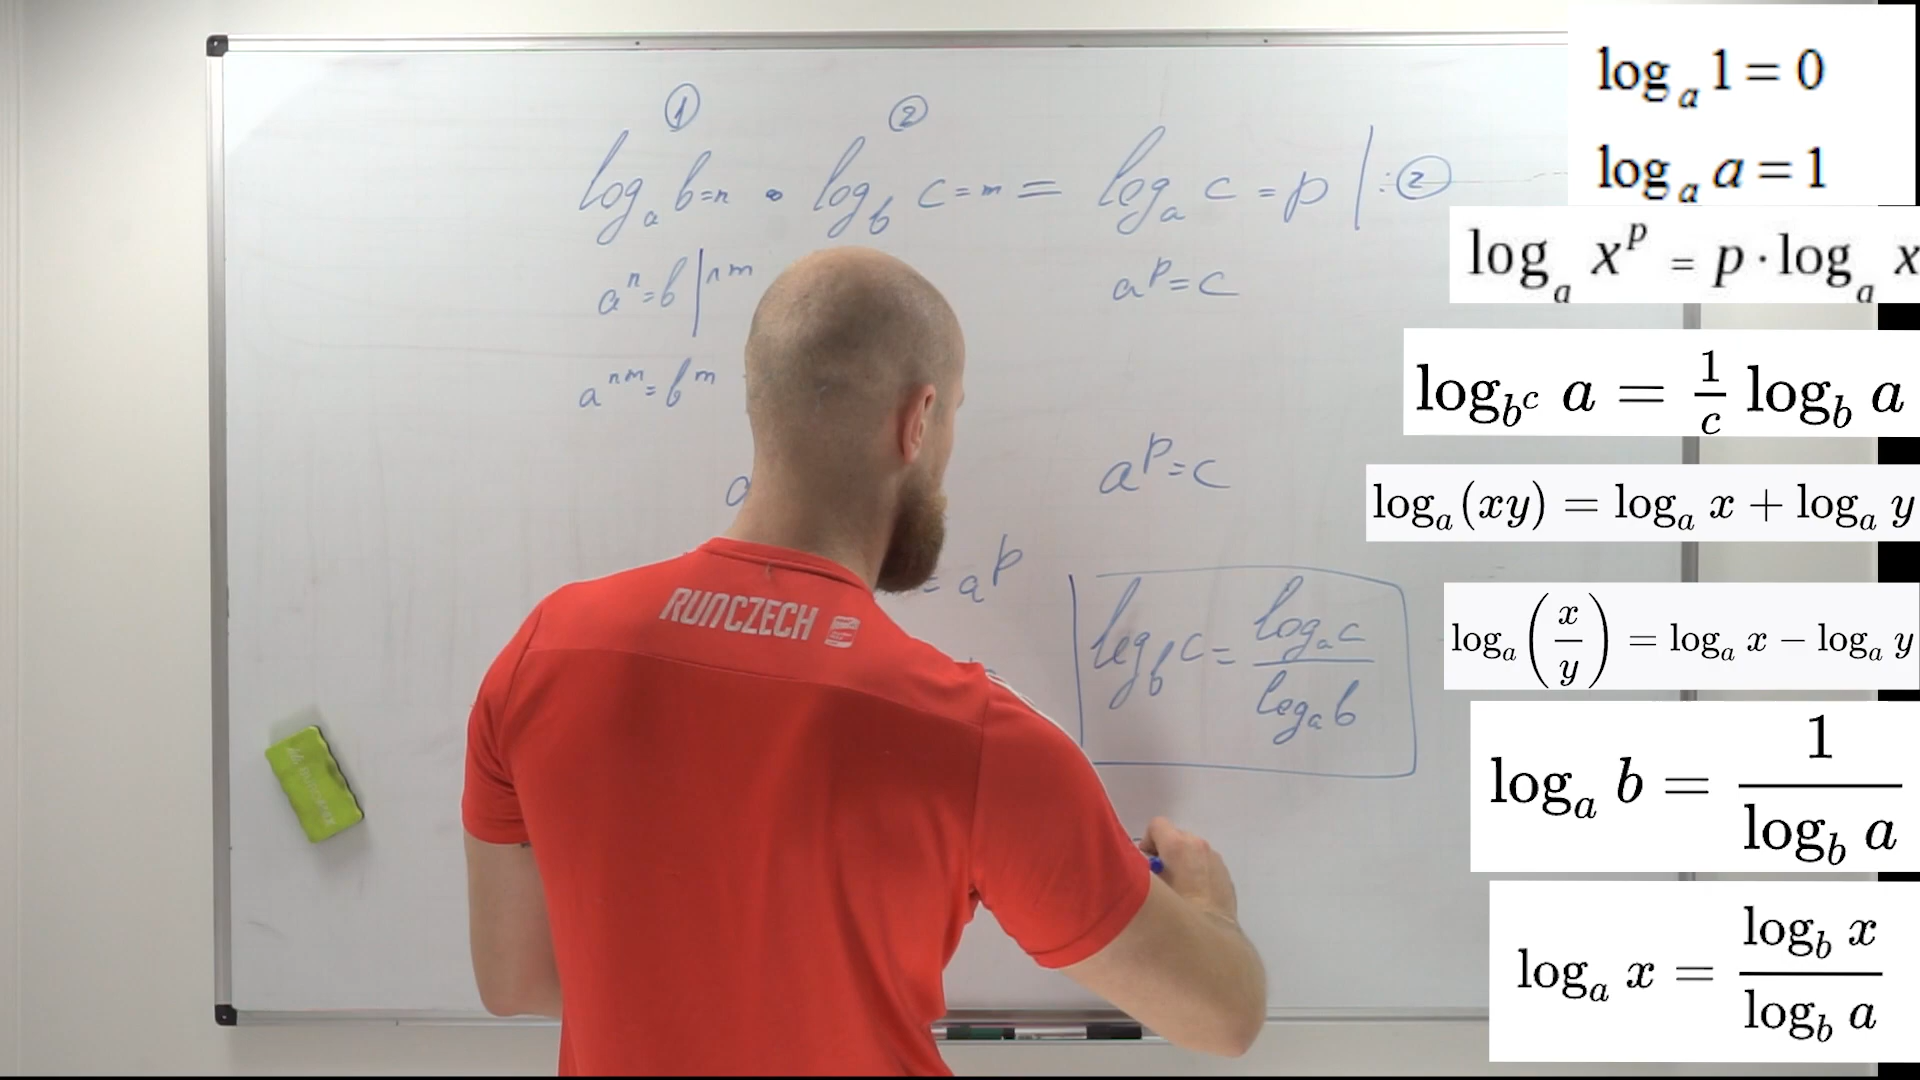 ① ②
log_a b=n · log_b c=m = log_a c = p | :②
a^n=b |^nm a^p=c
a^nm=b^m
a^p=c
= a^p
log_b c = log_a c / log_a b
RUNCZECH
log_a 1 = 0
log_a a = 1
log_a x^p = p · log_a x
log_{b^c} a = 1/c log_b a
log_a(xy) = log_a x + log_a y
log_a(x/y) = log_a x − log_a y
log_a b = 1 / log_b a
log_a x = log_b x / log_b a